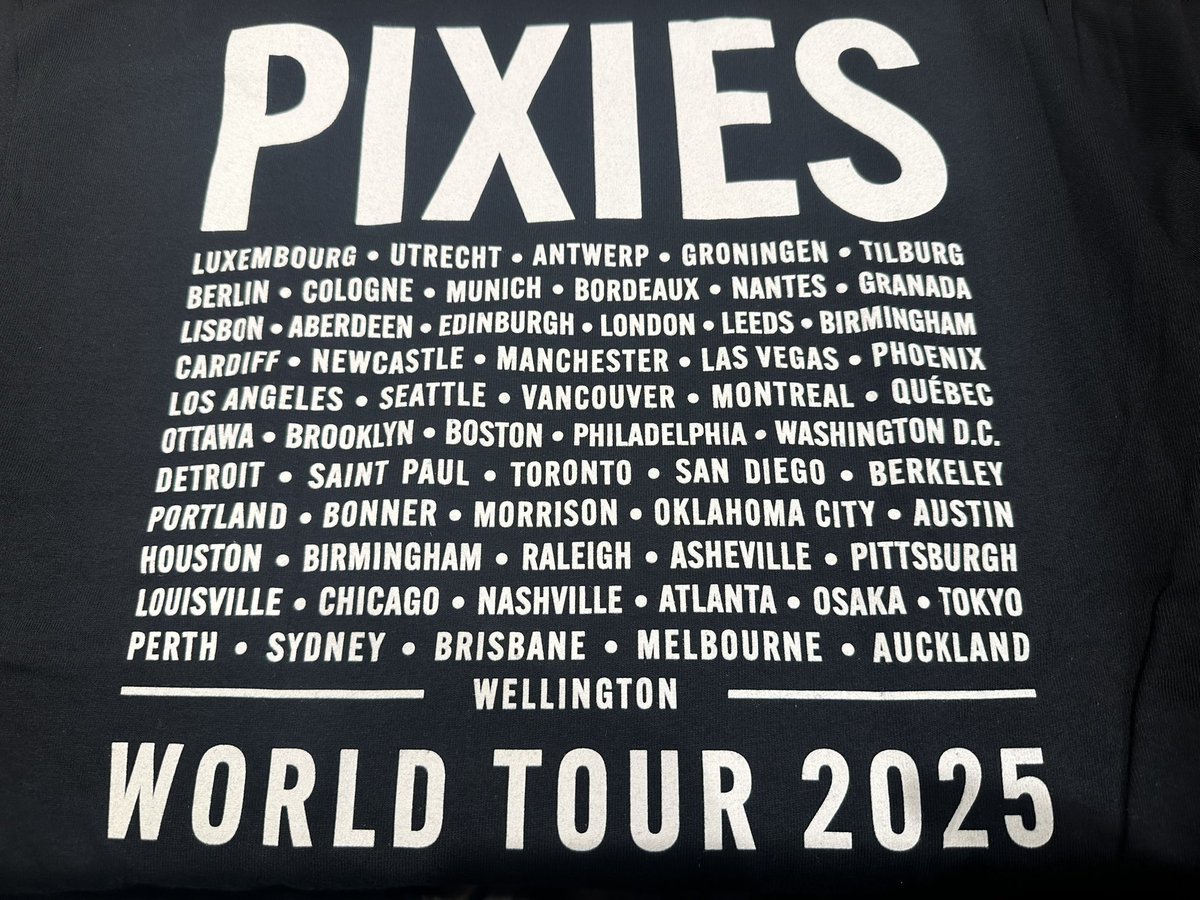 PIXIES
LUXEMBOURG • UTRECHT • ANTWERP • GRONINGEN • TILBURG
BERLIN • COLOGNE • MUNICH • BORDEAUX • NANTES • GRANADA
LISBON • ABERDEEN • EDINBURGH • LONDON • LEEDS • BIRMINGHAM
CARDIFF • NEWCASTLE • MANCHESTER • LAS VEGAS • PHOENIX
LOS ANGELES • SEATTLE • VANCOUVER • MONTREAL • QUÉBEC
OTTAWA • BROOKLYN • BOSTON • PHILADELPHIA • WASHINGTON D.C.
DETROIT • SAINT PAUL • TORONTO • SAN DIEGO • BERKELEY
PORTLAND • BONNER • MORRISON • OKLAHOMA CITY • AUSTIN
HOUSTON • BIRMINGHAM • RALEIGH • ASHEVILLE • PITTSBURGH
LOUISVILLE • CHICAGO • NASHVILLE • ATLANTA • OSAKA • TOKYO
PERTH • SYDNEY • BRISBANE • MELBOURNE • AUCKLAND
WELLINGTON
WORLD TOUR 2025